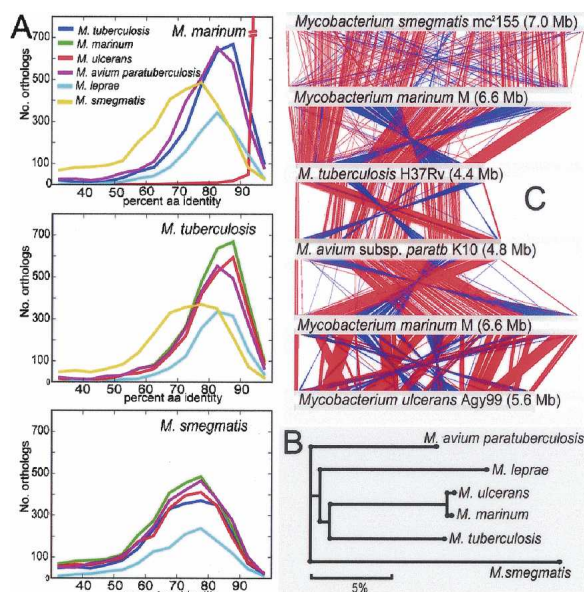 A
M. marinum
M. tuberculosis
M. marinum
M. ulcerans
M. avium paratuberculosis
M. leprae
M. smegmatis
No. orthologs
700
500
300
100
0
40 50 60 70 80 90
percent aa identity
M. tuberculosis
No. orthologs
700
500
300
100
0
40 50 60 70 80 90
percent aa identity
M. smegmatis
No. orthologs
700
500
300
100
0
40 50 60 70 80 90
percent aa identity
Mycobacterium smegmatis mc²155 (7.0 Mb)
Mycobacterium marinum M (6.6 Mb)
M. tuberculosis H37Rv (4.4 Mb)
C
M. avium subsp. paratb K10 (4.8 Mb)
Mycobacterium marinum M (6.6 Mb)
Mycobacterium ulcerans Agy99 (5.6 Mb)
B
M. avium paratuberculosis
M. leprae
M. ulcerans
M. marinum
M. tuberculosis
M.smegmatis
5%